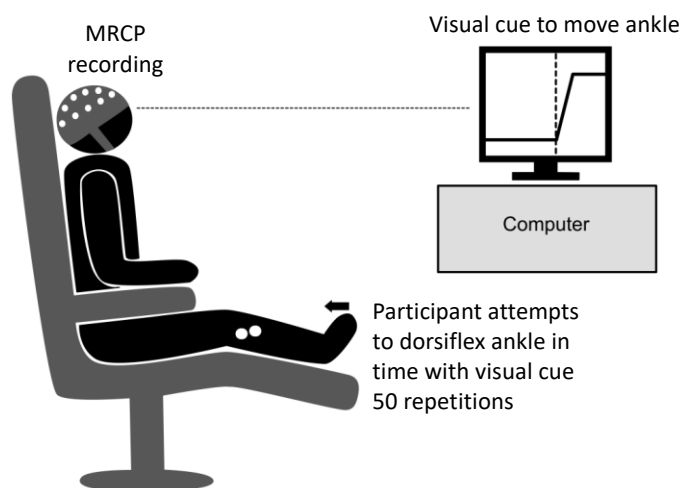 MRCP
recording
Visual cue to move ankle
Computer
Participant attempts
to dorsiflex ankle in
time with visual cue
50 repetitions